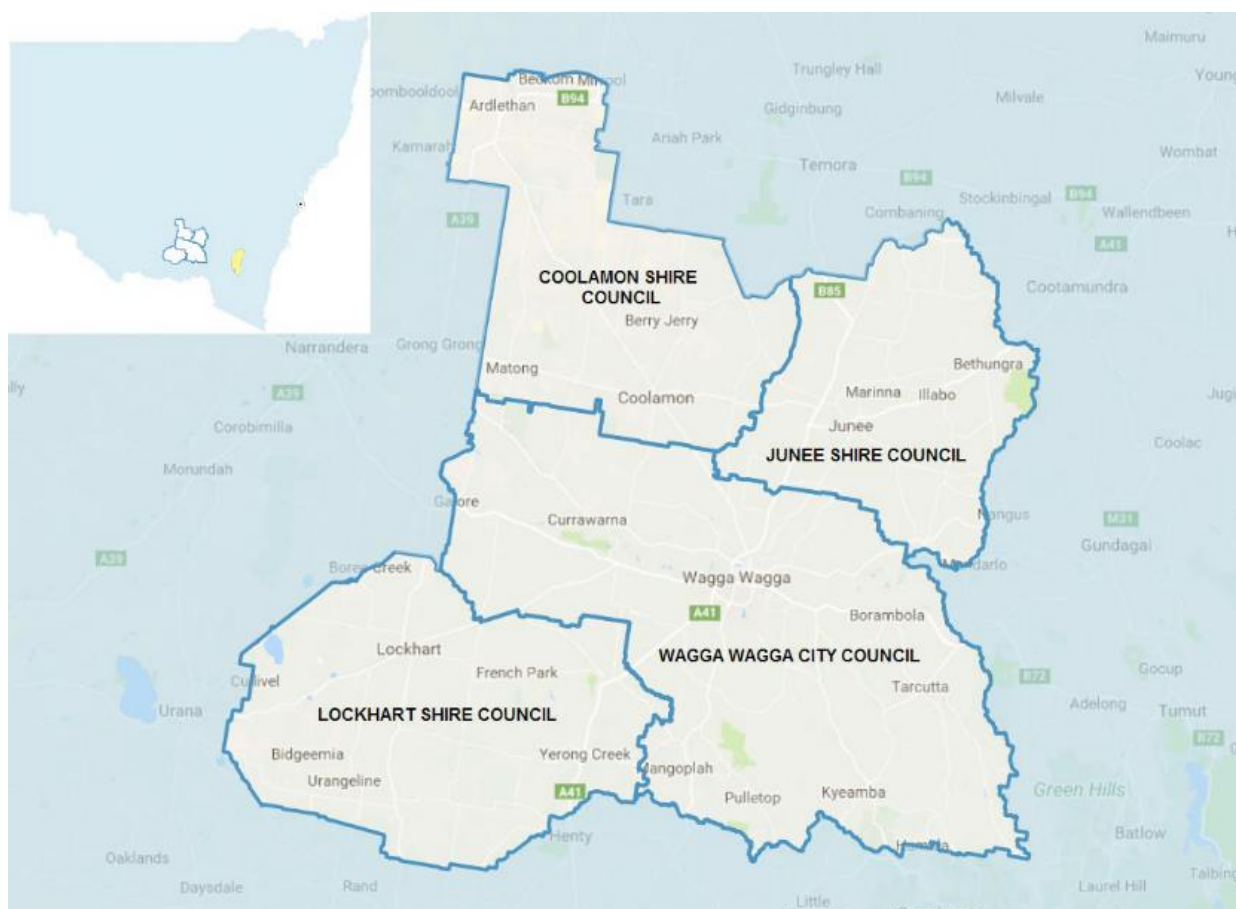 Maimuru
Trungley Hall
Young
Beckom
Mirrool
B94
Milvale
Ardlethan
Gidginbung
Kamarah
Ariah Park
Wombat
Temora
B94
Stockinbingal
B94
Tara
Combaning
Wallendbeen
A39
A41
COOLAMON SHIRE
COUNCIL
B85
Cootamundra
Berry Jerry
Narrandera
Grong Grong
Bethungra
Matong
Marinna
Illabo
A39
Coolamon
Corobimilla
Junee
Coolac
JUNEE SHIRE COUNCIL
Morundah
Galore
Nangus
Currawarna
M31
Gundagai
A39
Boree Creek
Mundarlo
Wagga Wagga
A41
Borambola
Lockhart
WAGGA WAGGA CITY COUNCIL
Gocup
French Park
B72
Cullivel
Tarcutta
Urana
LOCKHART SHIRE COUNCIL
Adelong
Tumut
B72
Bidgeemia
Yerong Creek
Mangoplah
Urangeline
A41
Pulletop
Kyeamba
Green Hills
Henty
Humula
Batlow
Oaklands
Daysdale
Rand
Little
Laurel Hill
Talbing